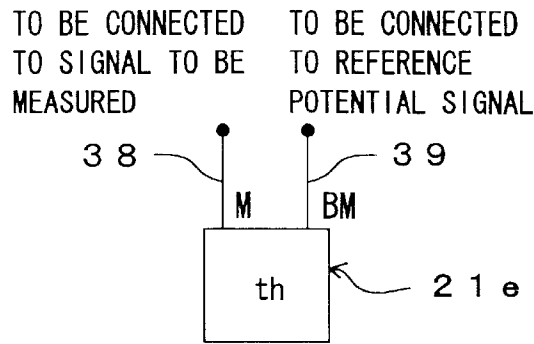 TO BE CONNECTED
TO SIGNAL TO BE
MEASURED
TO BE CONNECTED
TO REFERENCE
POTENTIAL SIGNAL
38
39
M
BM
th
21e